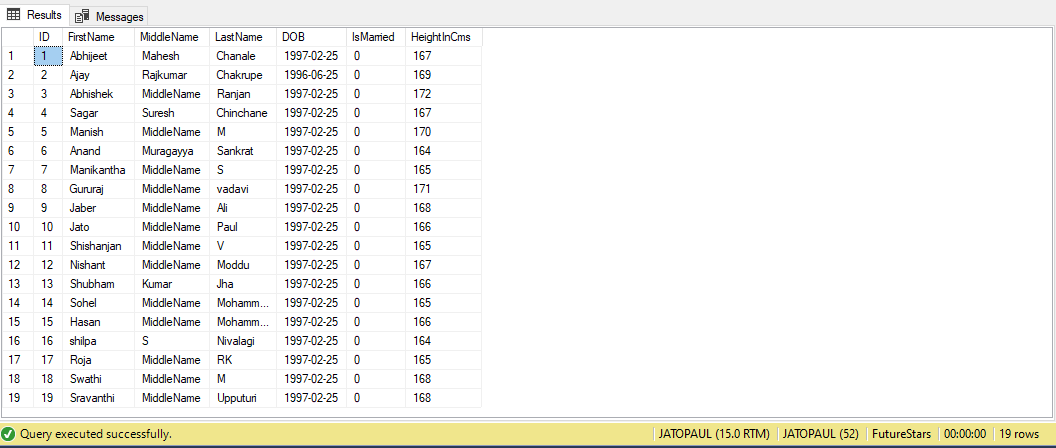 Results Messages
ID FirstName MiddleName LastName DOB IsMarried HeightInCms
1 1 Abhijeet Mahesh Chanale 1997-02-25 0 167
2 2 Ajay Rajkumar Chakrupe 1996-06-25 0 169
3 3 Abhishek MiddleName Ranjan 1997-02-25 0 172
4 4 Sagar Suresh Chinchane 1997-02-25 0 167
5 5 Manish MiddleName M 1997-02-25 0 170
6 6 Anand Muragayya Sankrat 1997-02-25 0 164
7 7 Manikantha MiddleName S 1997-02-25 0 165
8 8 Gururaj MiddleName vadavi 1997-02-25 0 171
9 9 Jaber MiddleName Ali 1997-02-25 0 168
10 10 Jato MiddleName Paul 1997-02-25 0 166
11 11 Shishanjan MiddleName V 1997-02-25 0 165
12 12 Nishant MiddleName Moddu 1997-02-25 0 167
13 13 Shubham Kumar Jha 1997-02-25 0 166
14 14 Sohel MiddleName Mohamm... 1997-02-25 0 165
15 15 Hasan MiddleName Mohamm... 1997-02-25 0 166
16 16 shilpa S Nivalagi 1997-02-25 0 164
17 17 Roja MiddleName RK 1997-02-25 0 165
18 18 Swathi MiddleName M 1997-02-25 0 168
19 19 Sravanthi MiddleName Upputuri 1997-02-25 0 168
Query executed successfully. JATOPAUL (15.0 RTM) JATOPAUL (52) FutureStars 00:00:00 19 rows